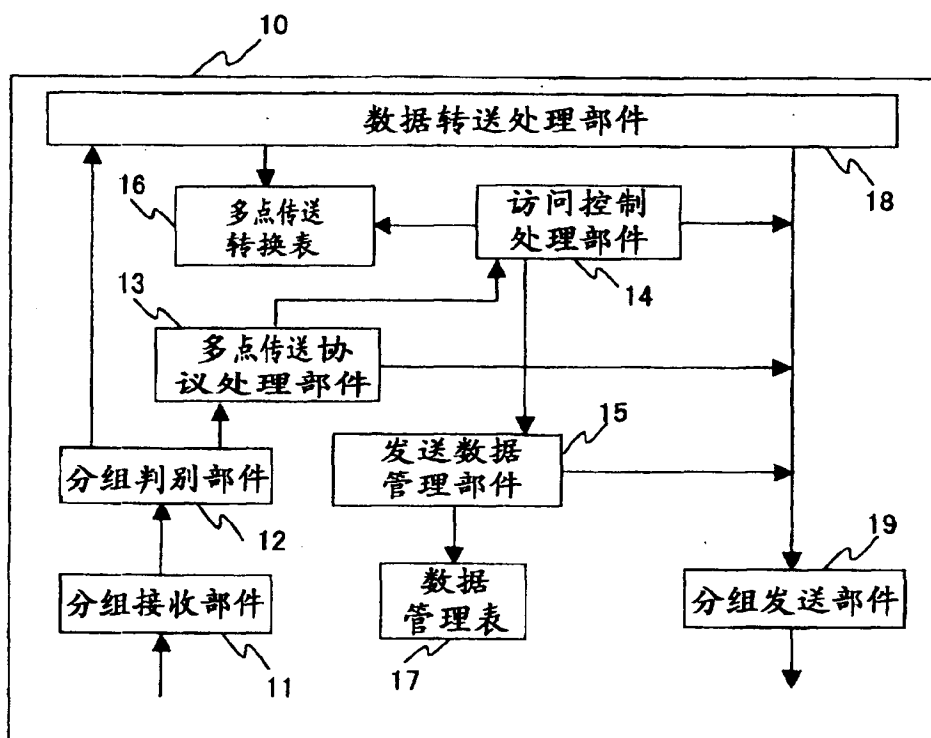 10
数据转送处理部件
18
16
多点传送
转换表
访问控制
处理部件
14
13
多点传送协
议处理部件
15
发送数据
管理部件
分组判别部件
12
19
数据
管理表
17
分组接收部件
11
分组发送部件